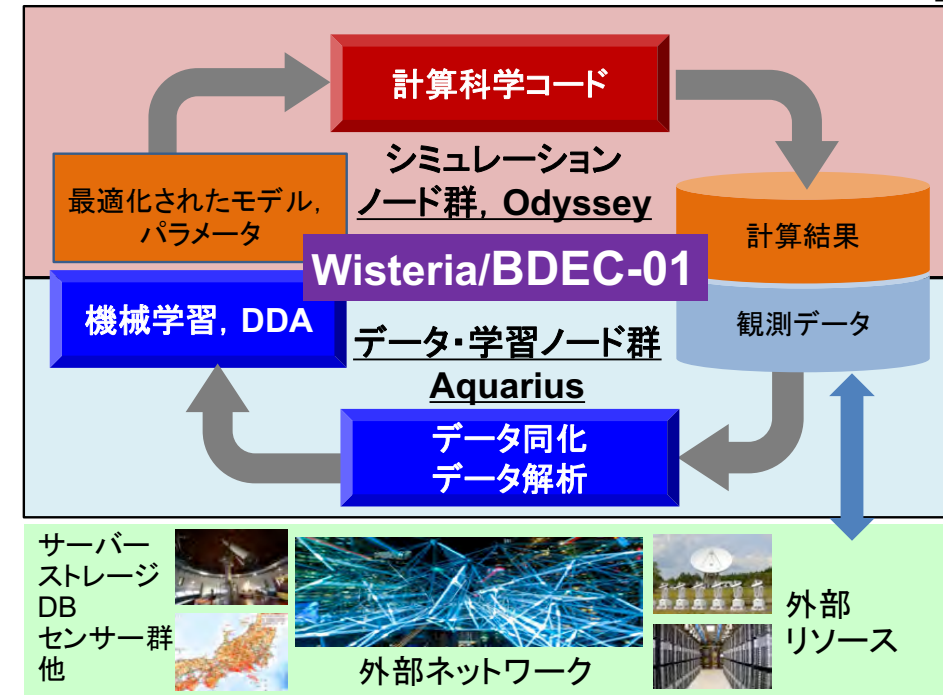 計算科学コード
シミュレーション
ノード群, Odyssey
最適化されたモデル,
パラメータ
計算結果
Wisteria/BDEC-01
機械学習, DDA
観測データ
データ・学習ノード群
Aquarius
データ同化
データ解析
サーバー
ストレージ
DB
センサー群
他
外部ネットワーク
外部
リソース